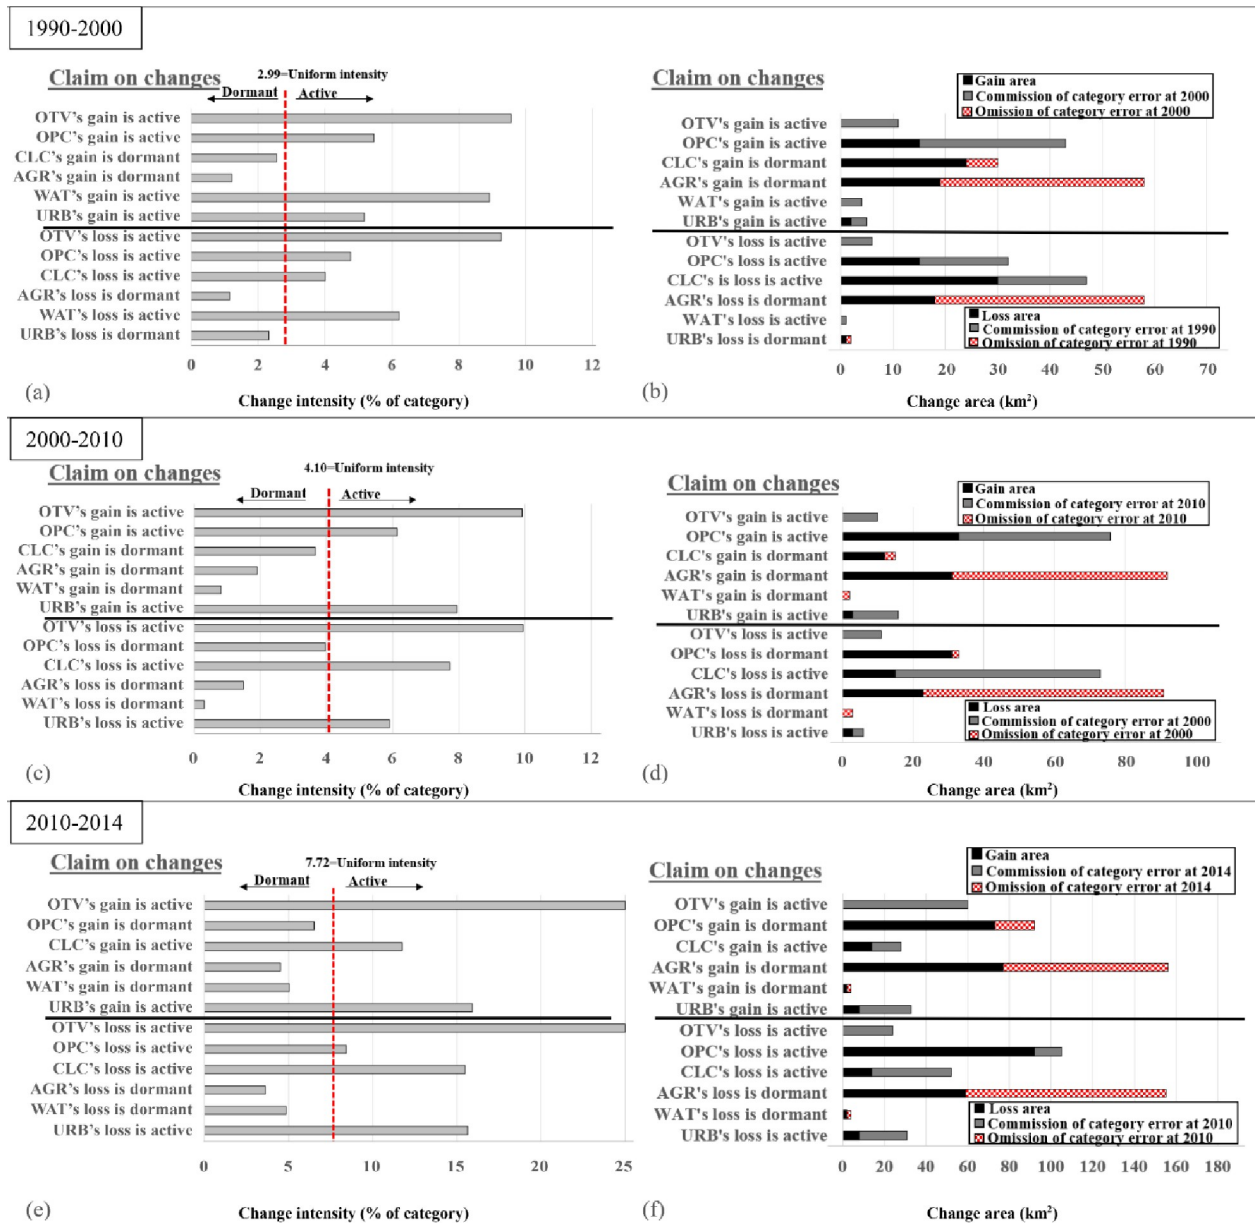 1990-2000
Claim on changes
2.99=Uniform intensity
Dormant Active
OTV's gain is active
OPC's gain is active
CLC's gain is dormant
AGR's gain is dormant
WAT's gain is active
URB's gain is active
OTV's loss is active
OPC's loss is active
CLC's loss is active
AGR's loss is dormant
WAT's loss is active
URB's loss is dormant
0 2 4 6 8 10 12
(a) Change intensity (% of category)
Claim on changes
Gain area
Commission of category error at 2000
Omission of category error at 2000
OTV's gain is active
OPC's gain is active
CLC's gain is dormant
AGR's gain is dormant
WAT's gain is active
URB's gain is active
OTV's loss is active
OPC's loss is active
CLC's is loss is active
AGR's loss is dormant
WAT's loss is active
URB's loss is dormant
Loss area
Commission of category error at 1990
Omission of category error at 1990
0 10 20 30 40 50 60 70
(b) Change area (km²)
2000-2010
Claim on changes
4.10=Uniform intensity
Dormant Active
OTV's gain is active
OPC's gain is active
CLC's gain is dormant
AGR's gain is dormant
WAT's gain is dormant
URB's gain is active
OTV's loss is active
OPC's loss is dormant
CLC's loss is active
AGR's loss is dormant
WAT's loss is dormant
URB's loss is active
0 2 4 6 8 10 12
(c) Change intensity (% of category)
Claim on changes
Gain area
Commission of category error at 2010
Omission of category error at 2010
OTV's gain is active
OPC's gain is active
CLC's gain is dormant
AGR's gain is dormant
WAT's gain is dormant
URB's gain is active
OTV's loss is active
OPC's loss is dormant
CLC's loss is active
AGR's loss is dormant
WAT's loss is dormant
URB's loss is active
Loss area
Commission of category error at 2000
Omission of category error at 2000
0 20 40 60 80 100
(d) Change area (km²)
2010-2014
Claim on changes
7.72=Uniform intensity
Dormant Active
OTV's gain is active
OPC's gain is dormant
CLC's gain is active
AGR's gain is dormant
WAT's gain is dormant
URB's gain is active
OTV's loss is active
OPC's loss is active
CLC's loss is active
AGR's loss is dormant
WAT's loss is dormant
URB's loss is active
0 5 10 15 20 25
(e) Change intensity (% of category)
Claim on changes
Gain area
Commission of category error at 2014
Omission of category error at 2014
OTV's gain is active
OPC's gain is dormant
CLC's gain is active
AGR's gain is dormant
WAT's gain is dormant
URB's gain is active
OTV's loss is active
OPC's loss is active
CLC's loss is active
AGR's loss is dormant
WAT's loss is dormant
URB's loss is active
Loss area
Commission of category error at 2010
Omission of category error at 2010
0 20 40 60 80 100 120 140 160 180
(f) Change area (km²)